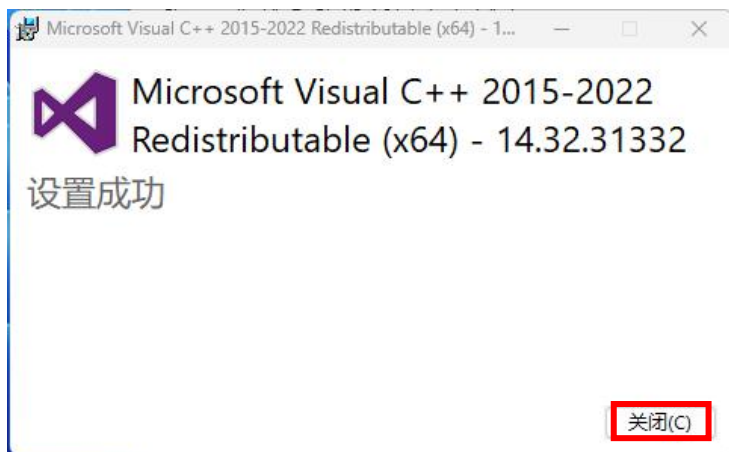 Microsoft Visual C++ 2015-2022 Redistributable (x64) - 1...
Microsoft Visual C++ 2015-2022
Redistributable (x64) - 14.32.31332
设置成功
关闭(C)